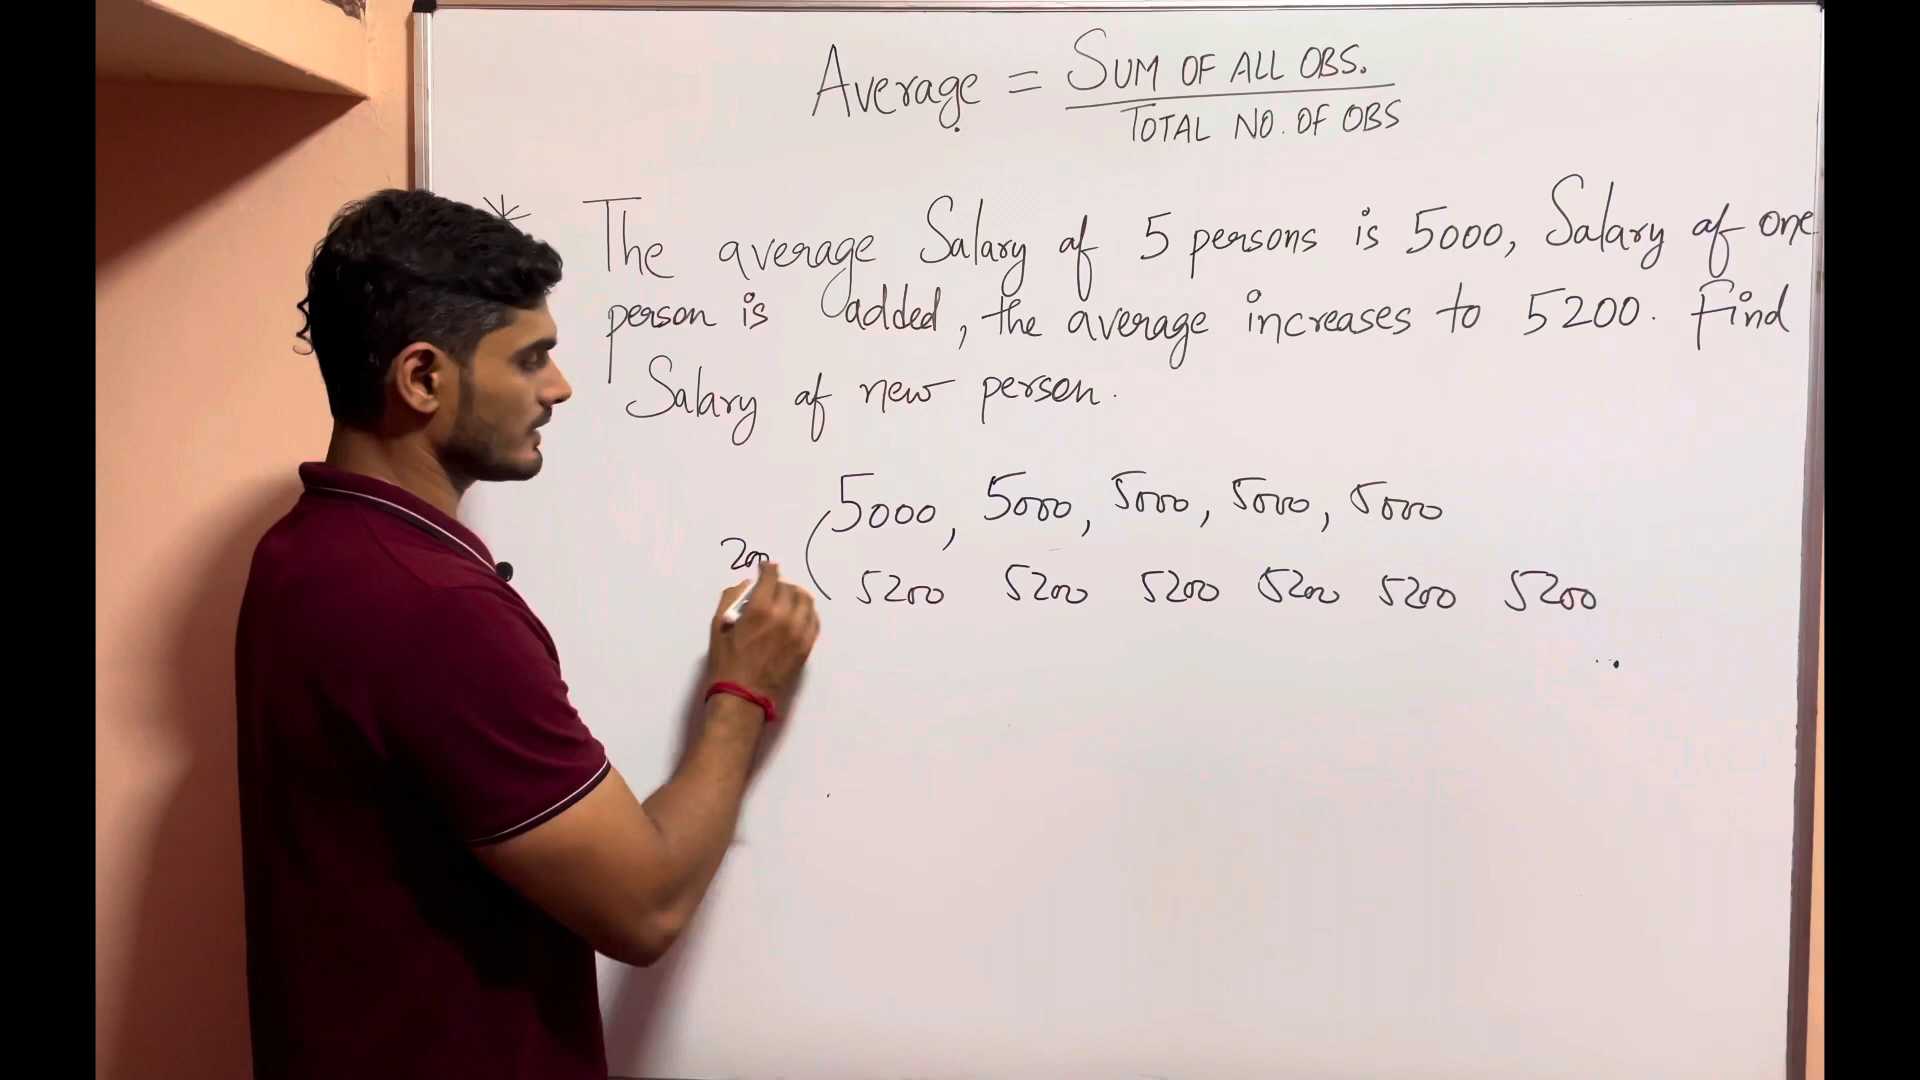 Average = SUM OF ALL OBS.
TOTAL NO. OF OBS
* The average Salary of 5 persons is 5000, Salary of one
person is added, the average increases to 5200. Find
Salary of new person.
5000, 5000, 5000, 5000, 5000
200
5200 5200 5200 5200 5200 5200